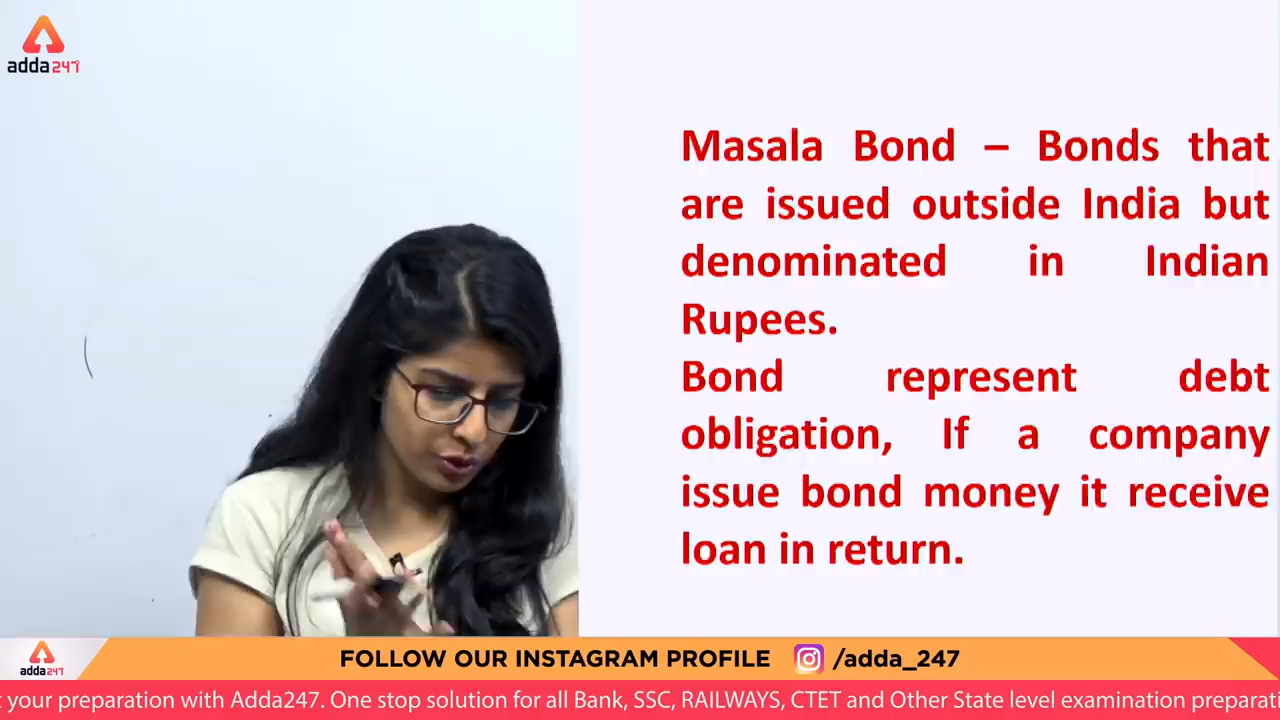 adda247
Masala Bond – Bonds that
are issued outside India but
denominated in Indian
Rupees.
Bond represent debt
obligation, If a company
issue bond money it receive
loan in return.
adda247
FOLLOW OUR INSTAGRAM PROFILE /adda_247
your preparation with Adda247. One stop solution for all Bank, SSC, RAILWAYS, CTET and Other State level examination